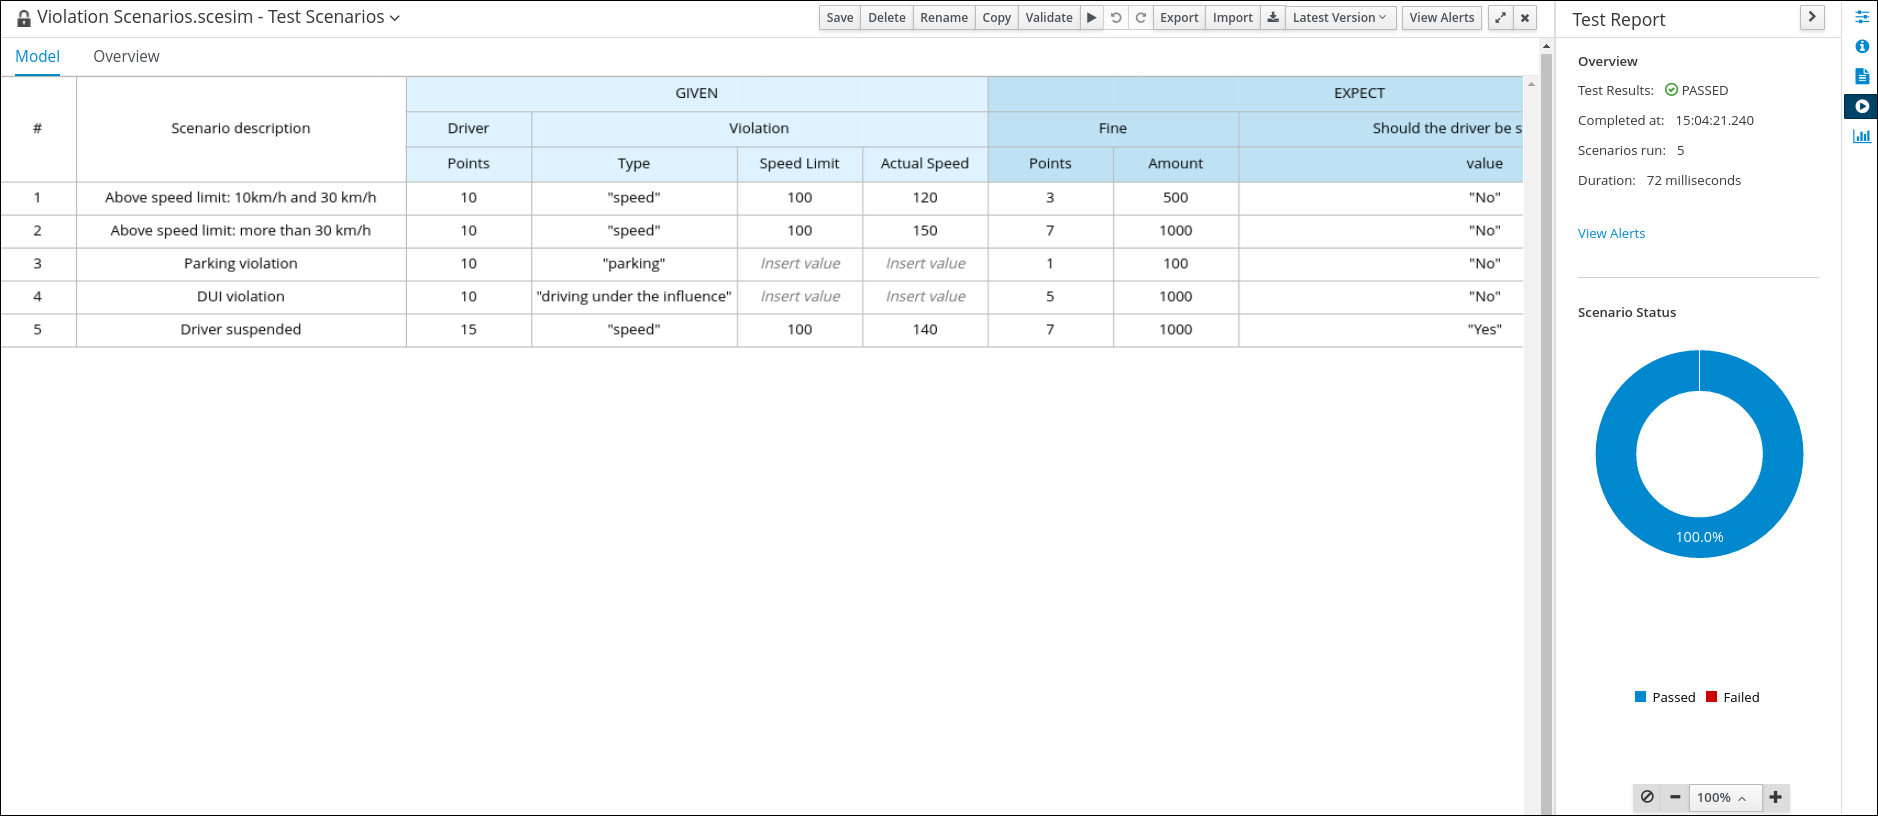 Violation Scenarios.scesim - Test Scenarios
Save Delete Rename Copy Validate Export Import Latest Version View Alerts
Model Overview
# Scenario description GIVEN EXPECT
Driver Violation Fine Should the driver be s
Points Type Speed Limit Actual Speed Points Amount value
1 Above speed limit: 10km/h and 30 km/h 10 "speed" 100 120 3 500 "No"
2 Above speed limit: more than 30 km/h 10 "speed" 100 150 7 1000 "No"
3 Parking violation 10 "parking" Insert value Insert value 1 100 "No"
4 DUI violation 10 "driving under the influence" Insert value Insert value 5 1000 "No"
5 Driver suspended 15 "speed" 100 140 7 1000 "Yes"
Test Report
Overview
Test Results: PASSED
Completed at: 15:04:21.240
Scenarios run: 5
Duration: 72 milliseconds
View Alerts
Scenario Status
100.0%
Passed Failed
100%